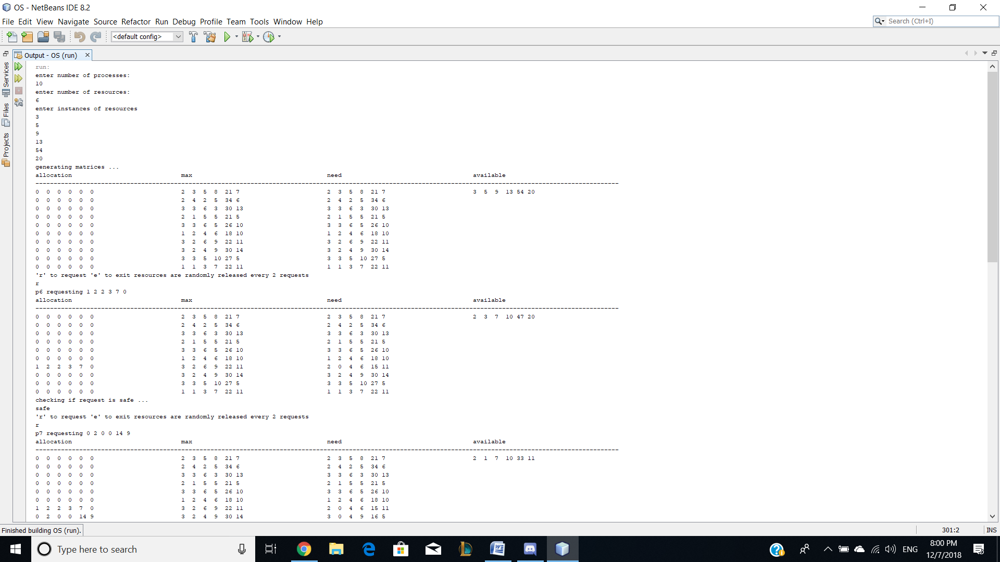 OS - NetBeans IDE 8.2
File Edit View Navigate Source Refactor Run Debug Profile Team Tools Window Help
Search (Ctrl+I)
<default config>
Output - OS (run)
Services
Files
Projects
run:
enter number of processes:
10
enter number of resources:
6
enter instances of resources
3
5
9
13
54
20
generating matrices ...
allocation max need available
----------------------------------------------------------------------------------------------------------------------------------------------------------------
0 0 0 0 0 0 2 3 5 8 21 7 2 3 5 8 21 7 3 5 9 13 54 20
0 0 0 0 0 0 2 4 2 5 34 6 2 4 2 5 34 6
0 0 0 0 0 0 3 3 6 3 30 13 3 3 6 3 30 13
0 0 0 0 0 0 2 1 5 5 21 5 2 1 5 5 21 5
0 0 0 0 0 0 3 3 6 5 26 10 3 3 6 5 26 10
0 0 0 0 0 0 1 2 4 6 18 10 1 2 4 6 18 10
0 0 0 0 0 0 3 2 6 9 22 11 3 2 6 9 22 11
0 0 0 0 0 0 3 2 4 9 30 14 3 2 4 9 30 14
0 0 0 0 0 0 3 3 5 10 27 5 3 3 5 10 27 5
0 0 0 0 0 0 1 1 3 7 22 11 1 1 3 7 22 11
'r' to request 'e' to exit resources are randomly released every 2 requests
r
p6 requesting 1 2 2 3 7 0
allocation max need available
----------------------------------------------------------------------------------------------------------------------------------------------------------------
0 0 0 0 0 0 2 3 5 8 21 7 2 3 5 8 21 7 2 3 7 10 47 20
0 0 0 0 0 0 2 4 2 5 34 6 2 4 2 5 34 6
0 0 0 0 0 0 3 3 6 3 30 13 3 3 6 3 30 13
0 0 0 0 0 0 2 1 5 5 21 5 2 1 5 5 21 5
0 0 0 0 0 0 3 3 6 5 26 10 3 3 6 5 26 10
0 0 0 0 0 0 1 2 4 6 18 10 1 2 4 6 18 10
1 2 2 3 7 0 3 2 6 9 22 11 2 0 4 6 15 11
0 0 0 0 0 0 3 2 4 9 30 14 3 2 4 9 30 14
0 0 0 0 0 0 3 3 5 10 27 5 3 3 5 10 27 5
0 0 0 0 0 0 1 1 3 7 22 11 1 1 3 7 22 11
checking if request is safe ...
safe
'r' to request 'e' to exit resources are randomly released every 2 requests
r
p7 requesting 0 2 0 0 14 9
allocation max need available
----------------------------------------------------------------------------------------------------------------------------------------------------------------
0 0 0 0 0 0 2 3 5 8 21 7 2 3 5 8 21 7 2 1 7 10 33 11
0 0 0 0 0 0 2 4 2 5 34 6 2 4 2 5 34 6
0 0 0 0 0 0 3 3 6 3 30 13 3 3 6 3 30 13
0 0 0 0 0 0 2 1 5 5 21 5 2 1 5 5 21 5
0 0 0 0 0 0 3 3 6 5 26 10 3 3 6 5 26 10
0 0 0 0 0 0 1 2 4 6 18 10 1 2 4 6 18 10
1 2 2 3 7 0 3 2 6 9 22 11 2 0 4 6 15 11
0 2 0 0 14 9 3 2 4 9 30 14 3 0 4 9 16 5
Finished building OS (run).
301:2 INS
Type here to search
ENG
8:00 PM
12/7/2018